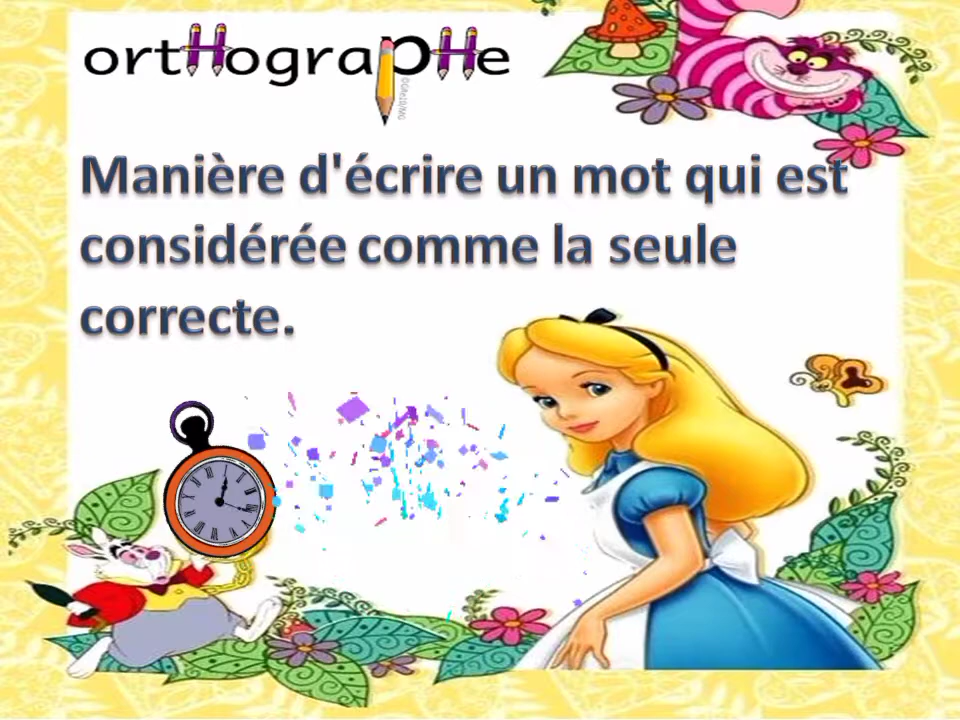 ortHograpHe
Manière d'écrire un mot qui est
considérée comme la seule
correcte.